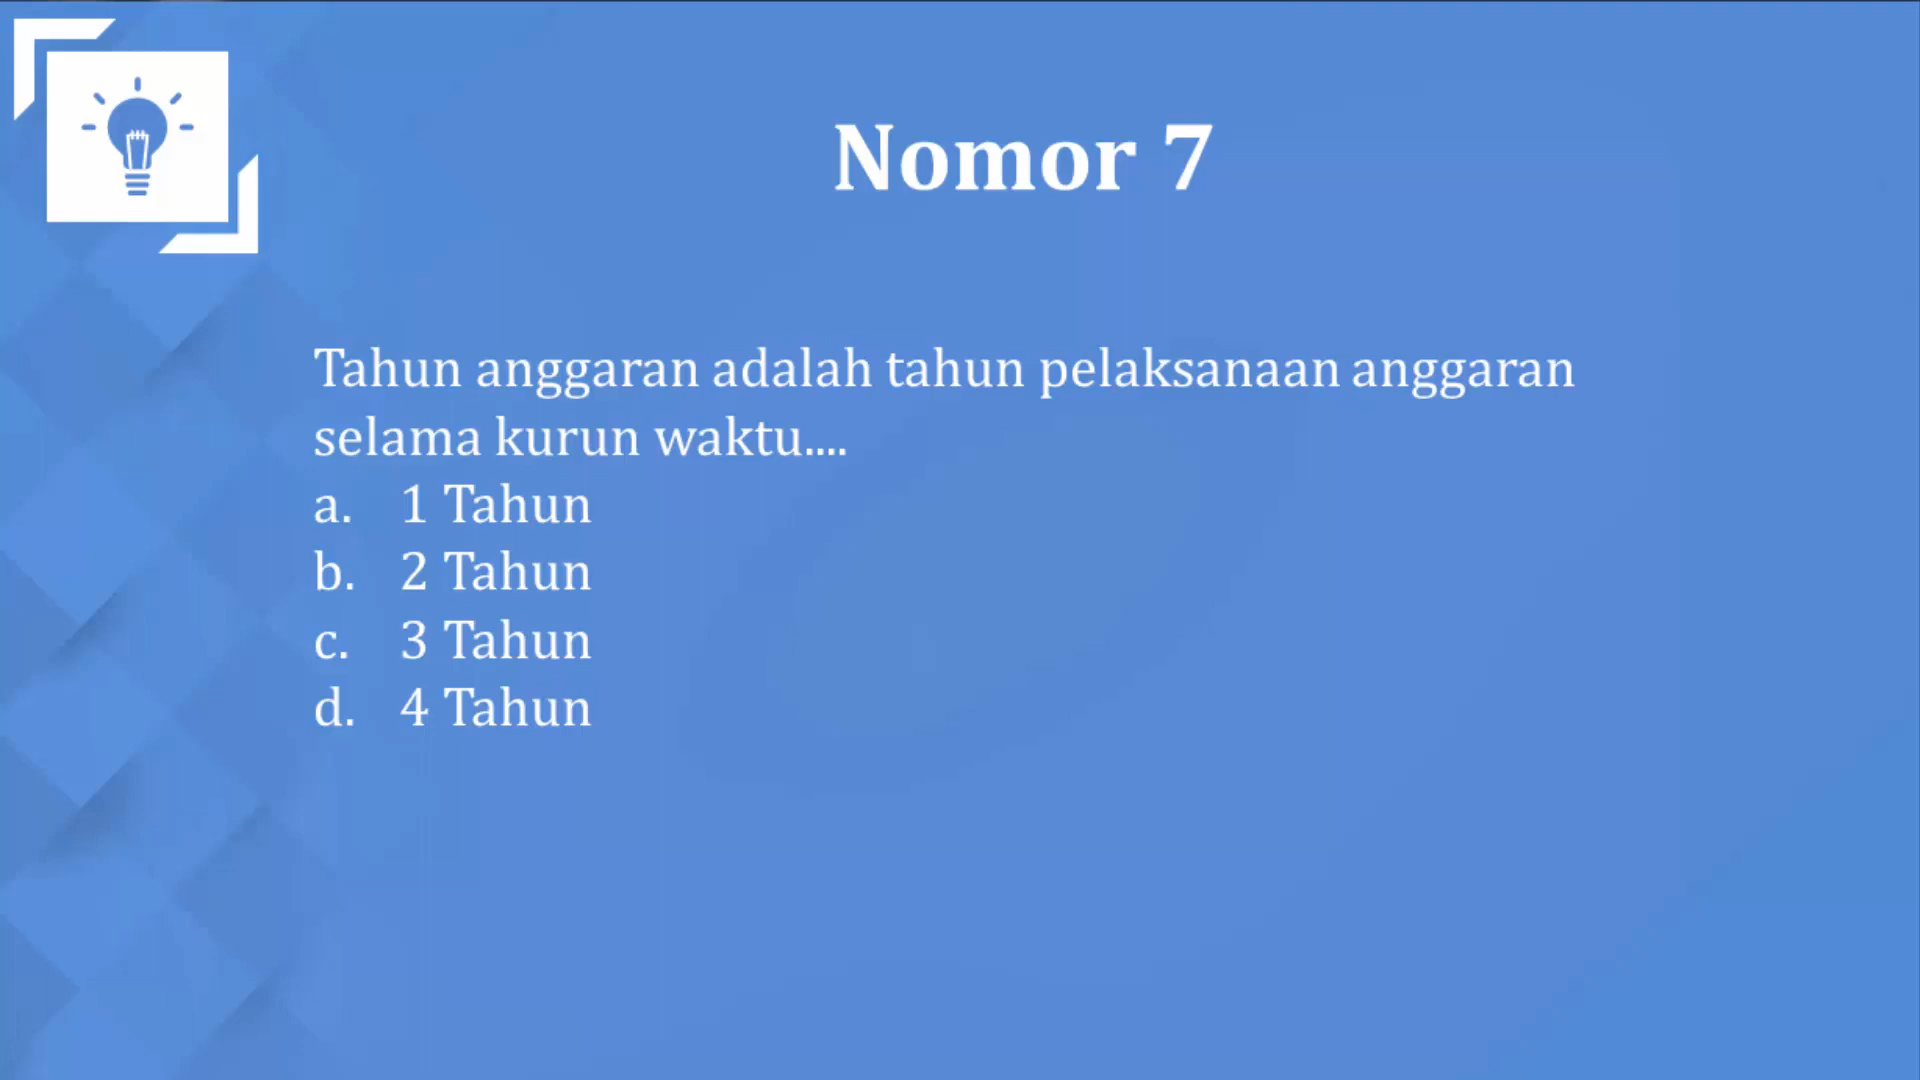 Nomor 7
Tahun anggaran adalah tahun pelaksanaan anggaran
selama kurun waktu....
a. 1 Tahun
b. 2 Tahun
c. 3 Tahun
d. 4 Tahun